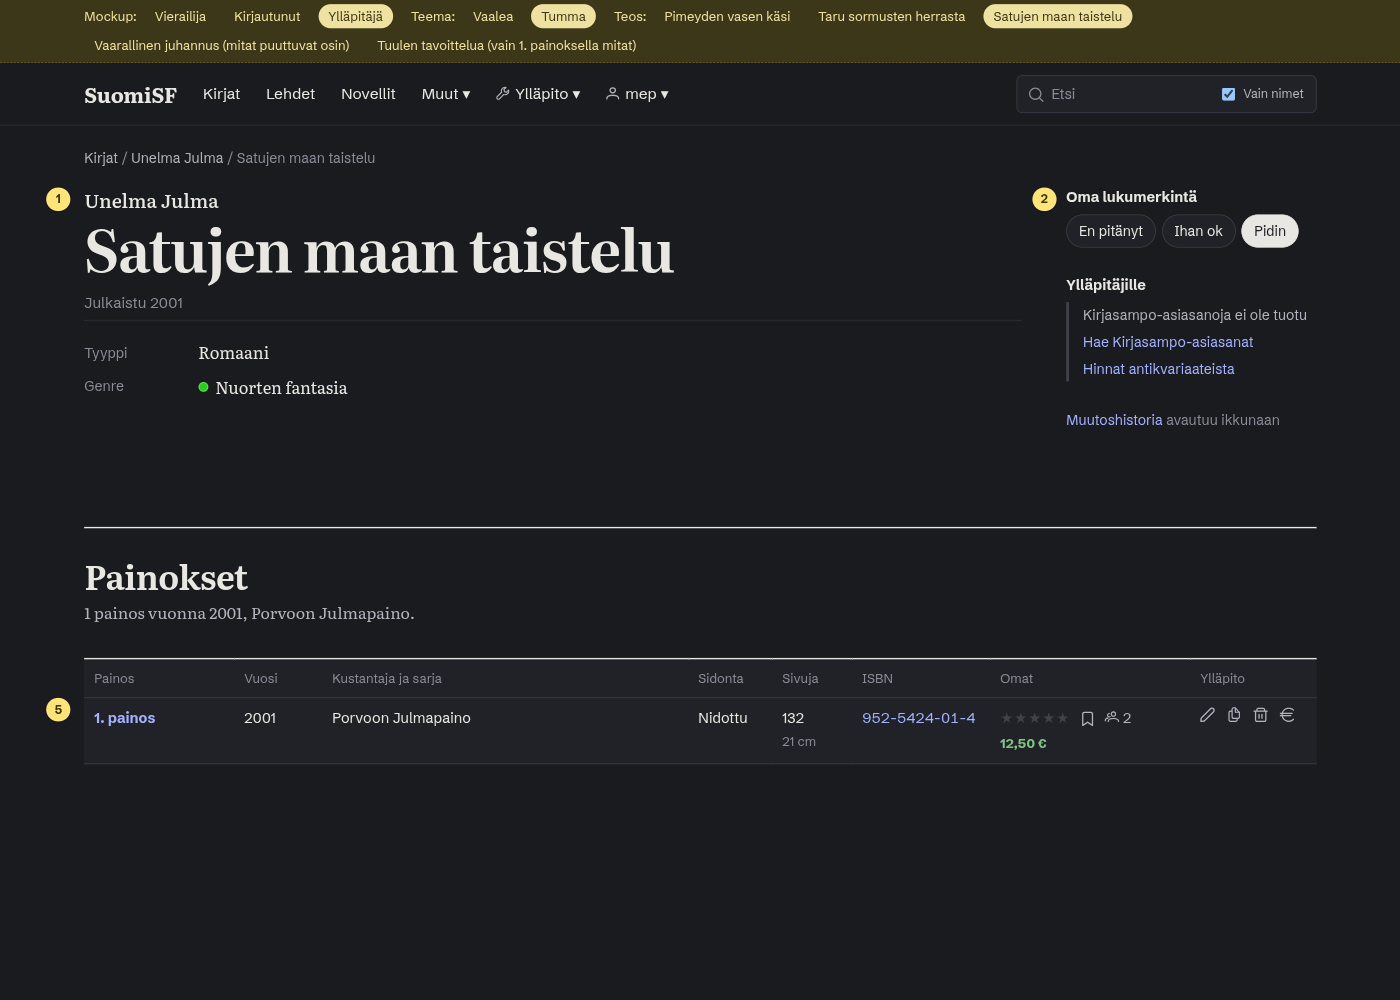 Mockup: Vierailija Kirjautunut Ylläpitäjä Teema: Vaalea Tumma Teos: Pimeyden vasen käsi Taru sormusten herrasta Satujen maan taistelu
Vaarallinen juhannus (mitat puuttuvat osin) Tuulen tavoittelua (vain 1. painoksella mitat)
SuomiSF Kirjat Lehdet Novellit Muut ▾ Ylläpito ▾ mep ▾ Etsi Vain nimet
Kirjat / Unelma Julma / Satujen maan taistelu
1 Unelma Julma
Satujen maan taistelu
Julkaistu 2001
Tyyppi Romaani
Genre Nuorten fantasia
2 Oma lukumerkintä
En pitänyt Ihan ok Pidin
Ylläpitäjille
Kirjasampo-asiasanoja ei ole tuotu
Hae Kirjasampo-asiasanat
Hinnat antikvariaateista
Muutoshistoria avautuu ikkunaan
Painokset
1 painos vuonna 2001, Porvoon Julmapaino.
Painos Vuosi Kustantaja ja sarja Sidonta Sivuja ISBN Omat Ylläpito
5 1. painos 2001 Porvoon Julmapaino Nidottu 132 952-5424-01-4 ★★★★★ 2
21 cm 12,50 €